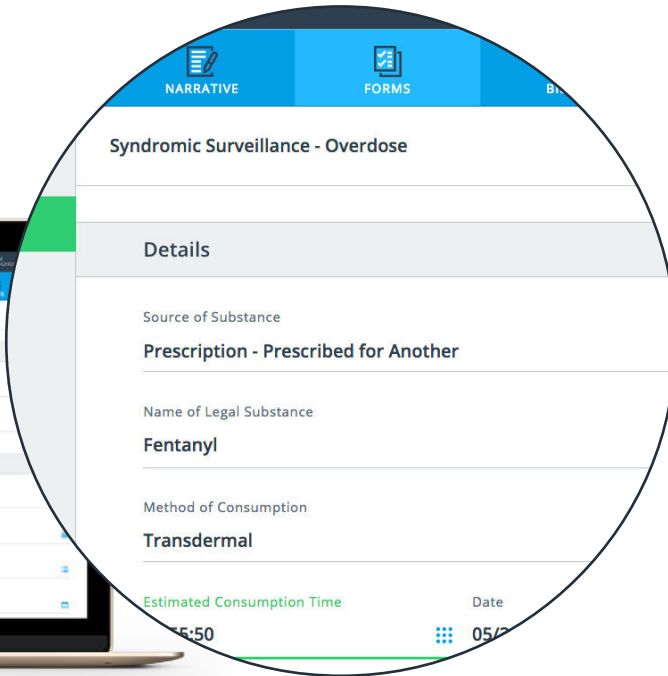 NARRATIVE FORMS
Syndromic Surveillance - Overdose
Details
Source of Substance
Prescription - Prescribed for Another
Name of Legal Substance
Fentanyl
Method of Consumption
Transdermal
Estimated Consumption Time Date